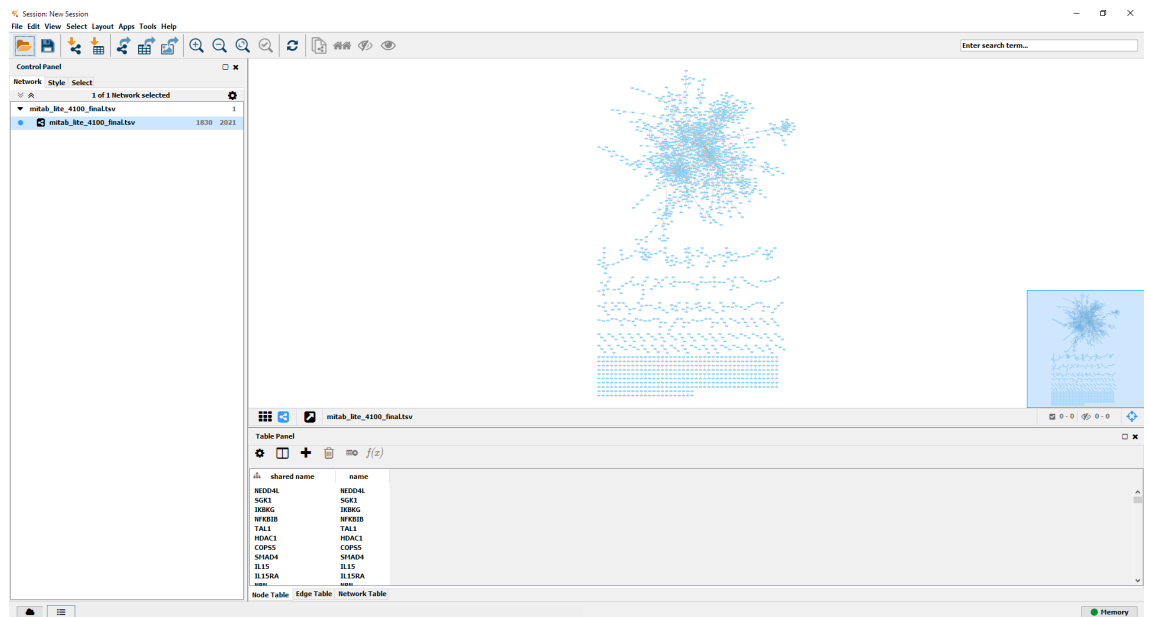 Session: New Session
File Edit View Select Layout Apps Tools Help
Enter search term...
Control Panel
Network Style Select
1 of 1 Network selected
mitab_lite_4100_final.tsv 1
mitab_lite_4100_final.tsv 1830 2021
mitab_lite_4100_final.tsv 0 - 0 0 - 0
Table Panel
f(x)
shared name name
NEDD4L NEDD4L
SGK1 SGK1
IKBKG IKBKG
NFKBIB NFKBIB
TAL1 TAL1
HDAC1 HDAC1
COPS5 COPS5
SMAD4 SMAD4
IL15 IL15
IL15RA IL15RA
Node Table Edge Table Network Table
Memory